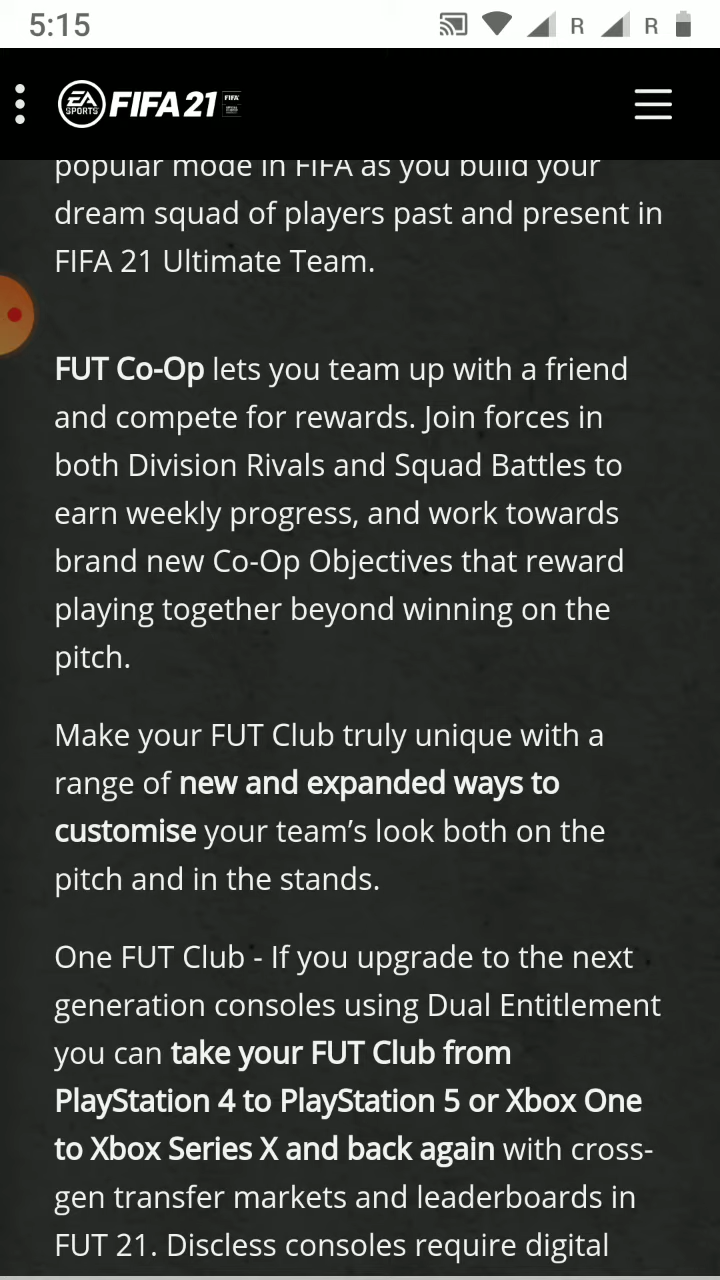 5:15
R
R
EA
SPORTS
FIFA 21
FIFA
popular mode in FIFA as you build your
dream squad of players past and present in
FIFA 21 Ultimate Team.
FUT Co-Op lets you team up with a friend
and compete for rewards. Join forces in
both Division Rivals and Squad Battles to
earn weekly progress, and work towards
brand new Co-Op Objectives that reward
playing together beyond winning on the
pitch.
Make your FUT Club truly unique with a
range of new and expanded ways to
customise your team’s look both on the
pitch and in the stands.
One FUT Club - If you upgrade to the next
generation consoles using Dual Entitlement
you can take your FUT Club from
PlayStation 4 to PlayStation 5 or Xbox One
to Xbox Series X and back again with cross-
gen transfer markets and leaderboards in
FUT 21. Discless consoles require digital